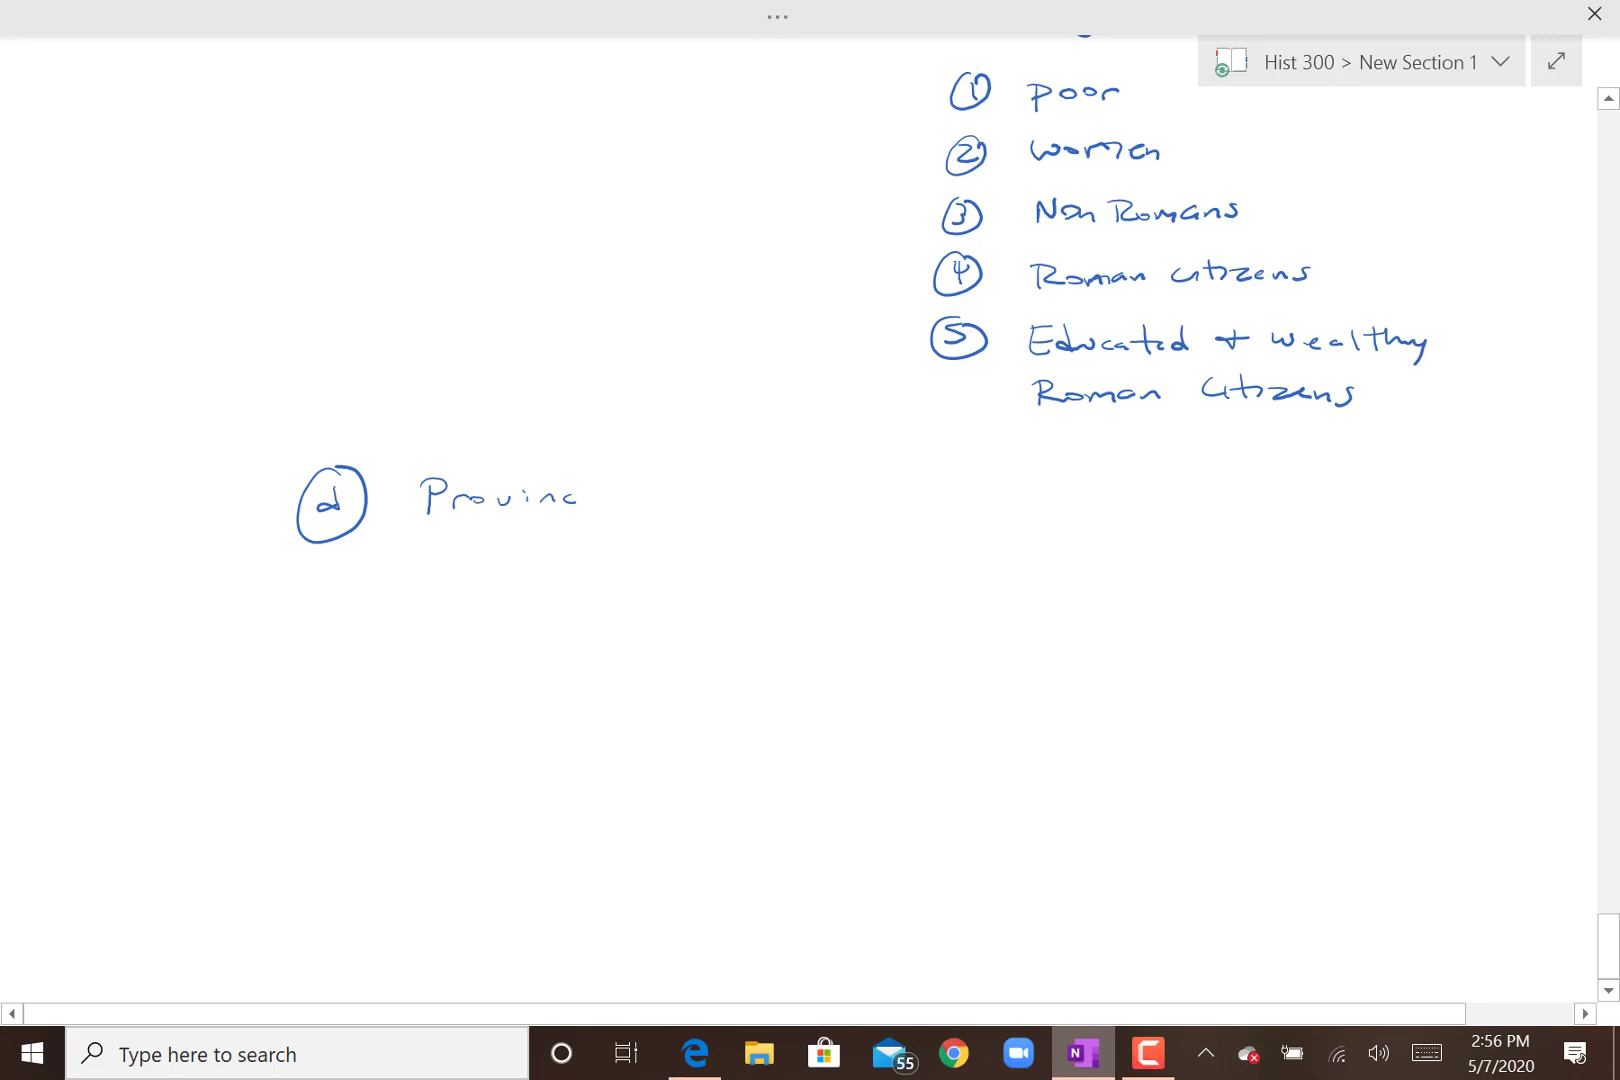 Hist 300 > New Section 1
① Poor
② Women
③ Non Romans
④ Roman citizens
⑤ Educated + wealthy
Roman Citizens
ⓓ Provinc
Type here to search
55
N
2:56 PM
5/7/2020